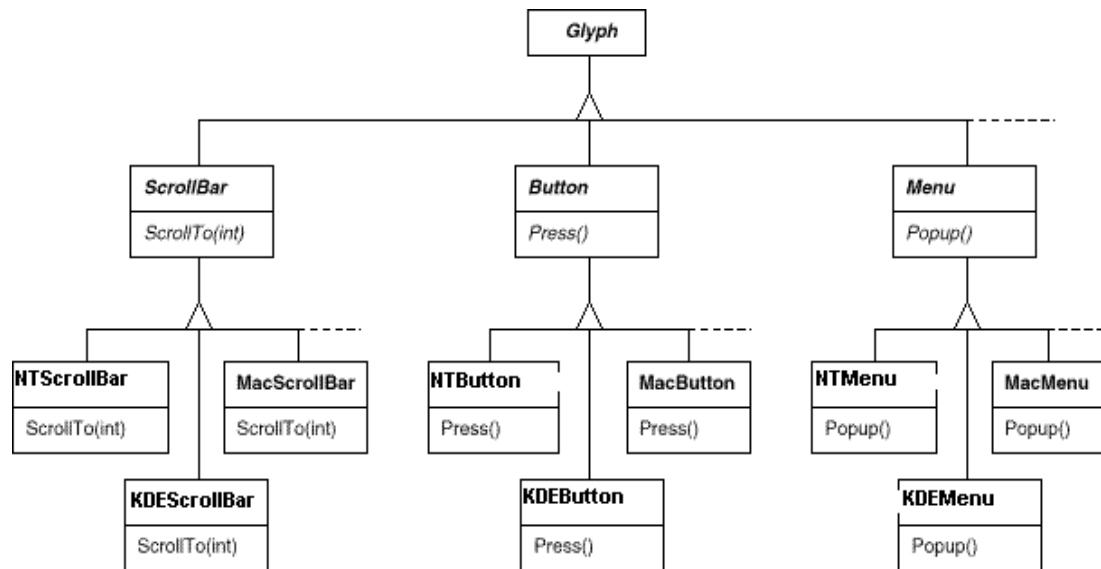 Glyph
ScrollBar
ScrollTo(int)
Button
Press()
Menu
Popup()
NTScrollBar
ScrollTo(int)
MacScrollBar
ScrollTo(int)
KDEScrollBar
ScrollTo(int)
NTButton
Press()
MacButton
Press()
KDEButton
Press()
NTMenu
Popup()
MacMenu
Popup()
KDEMenu
Popup()